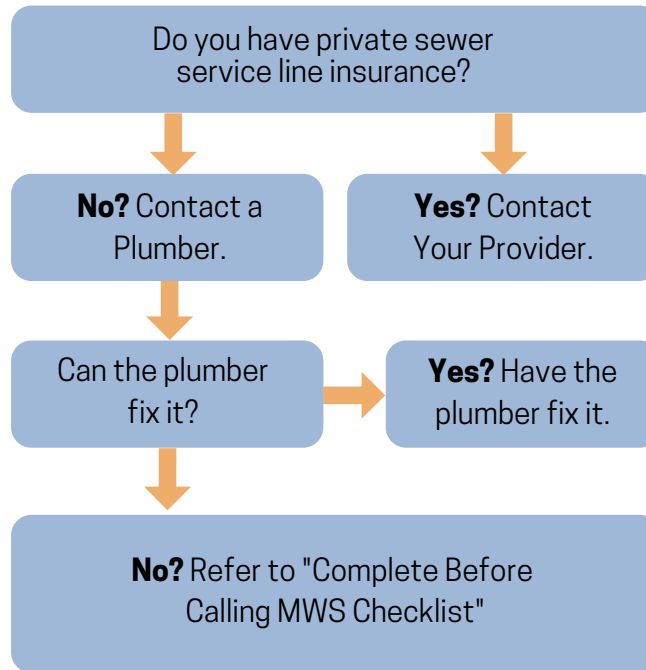 Do you have private sewer
service line insurance?
No? Contact a
Plumber.
Yes? Contact
Your Provider.
Can the plumber
fix it?
Yes? Have the
plumber fix it.
No? Refer to "Complete Before
Calling MWS Checklist"